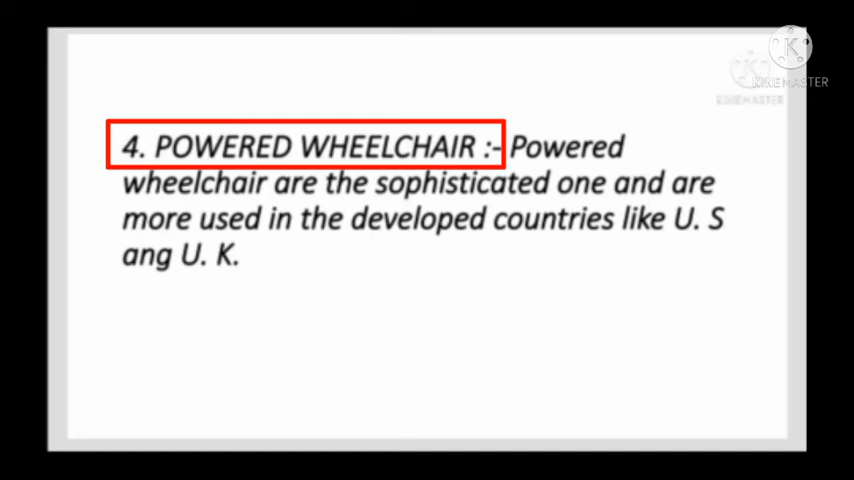 K
KINEMASTER
K
KINEMASTER
4. POWERED WHEELCHAIR :- Powered
wheelchair are the sophisticated one and are
more used in the developed countries like U. S
ang U. K.